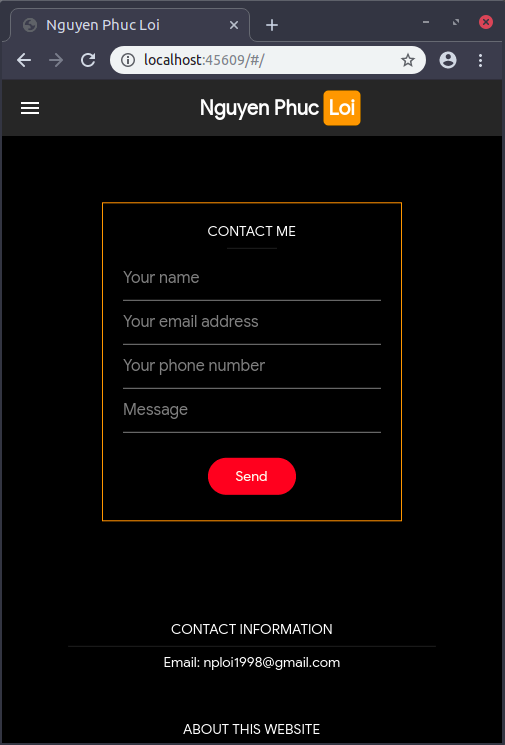 Nguyen Phuc Loi
localhost:45609/#/
Nguyen Phuc Loi
CONTACT ME
Your name
Your email address
Your phone number
Message
Send
CONTACT INFORMATION
Email: nploi1998@gmail.com
ABOUT THIS WEBSITE